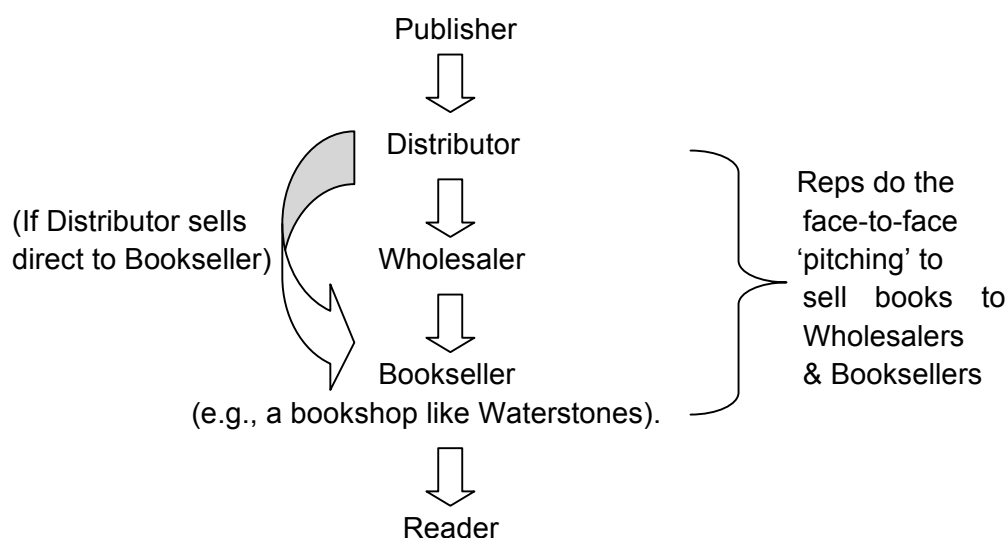 Publisher
Distributor
(If Distributor sells
direct to Bookseller)
Wholesaler
Bookseller
(e.g., a bookshop like Waterstones).
Reader
Reps do the
face-to-face
‘pitching’ to
sell books to
Wholesalers
& Booksellers